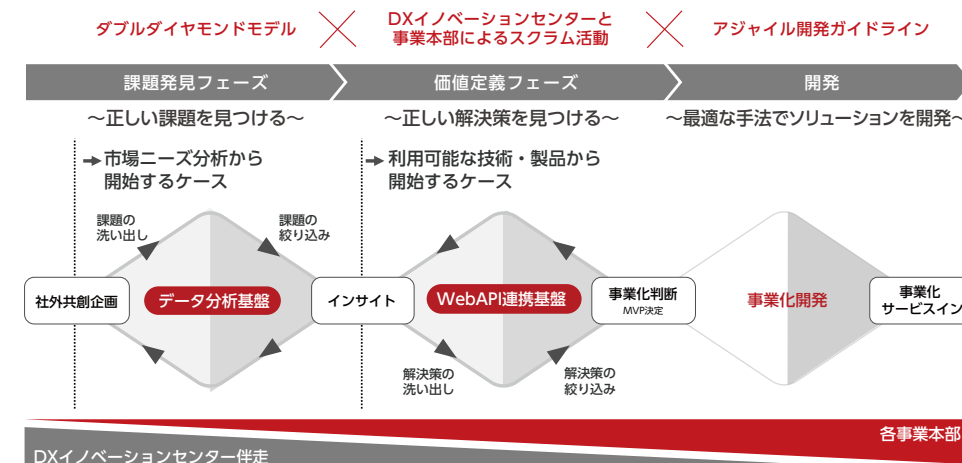 ダブルダイヤモンドモデル
DXイノベーションセンターと
事業本部によるスクラム活動
アジャイル開発ガイドライン
課題発見フェーズ
価値定義フェーズ
開発
～正しい課題を見つける～
～正しい解決策を見つける～
～最適な手法でソリューションを開発～
市場ニーズ分析から
開始するケース
利用可能な技術・製品から
開始するケース
課題の
洗い出し
課題の
絞り込み
社外共創企画
データ分析基盤
インサイト
WebAPI連携基盤
事業化判断
MVP決定
事業化開発
事業化
サービスイン
解決策の
洗い出し
解決策の
絞り込み
各事業本部
DXイノベーションセンター伴走